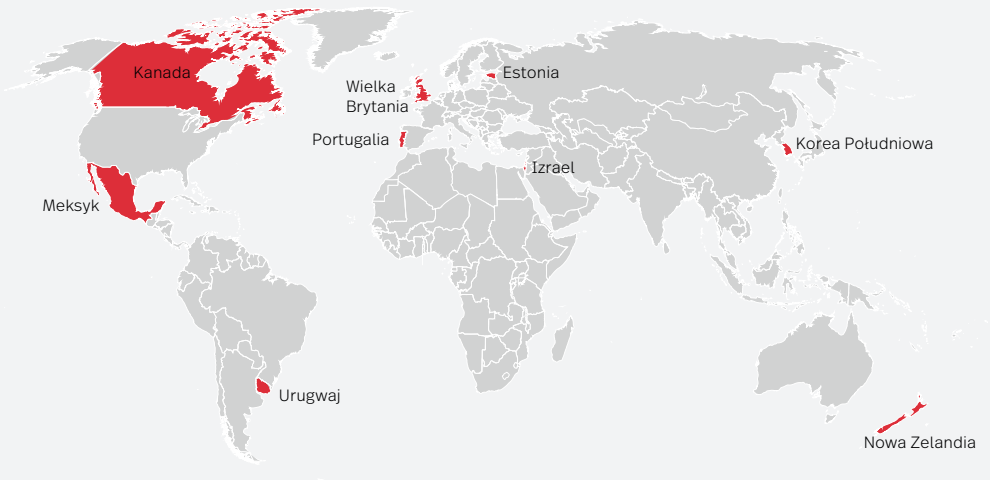 Kanada
Estonia
Wielka
Brytania
Portugalia
Korea Południowa
Izrael
Meksyk
Urugwaj
Nowa Zelandia